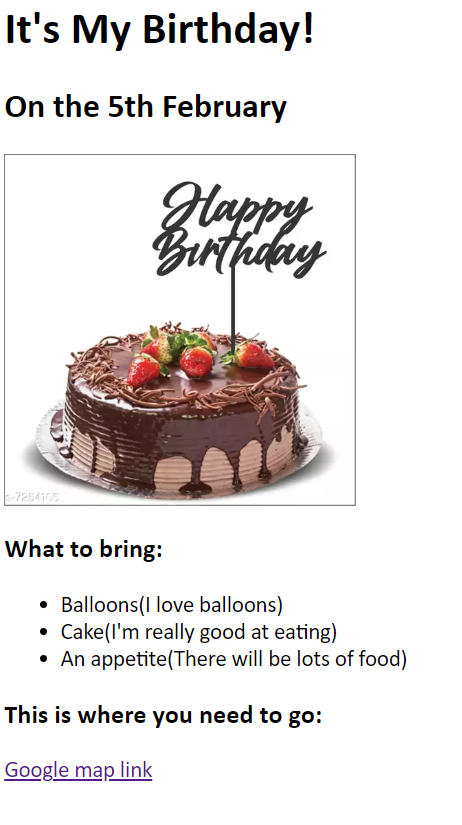 It's My Birthday!
On the 5th February
Happy
Birthday
s-7254105
What to bring:
Balloons(I love balloons)
Cake(I'm really good at eating)
An appetite(There will be lots of food)
This is where you need to go:
Google map link